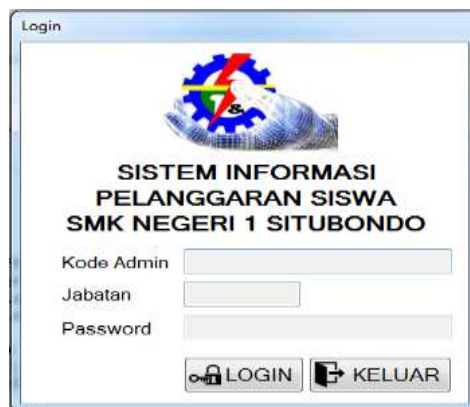 Login
&
SISTEM INFORMASI
PELANGGARAN SISWA
SMK NEGERI 1 SITUBONDO
Kode Admin
Jabatan
Password
LOGIN
KELUAR